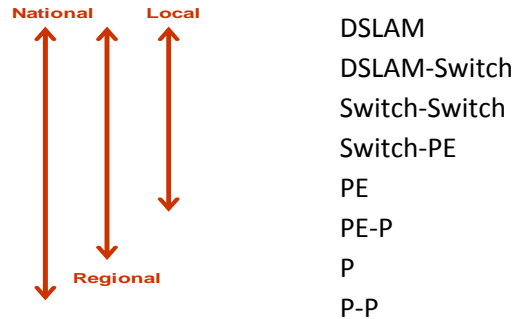 National Local
Regional
DSLAM
DSLAM-Switch
Switch-Switch
Switch-PE
PE
PE-P
P
P-P